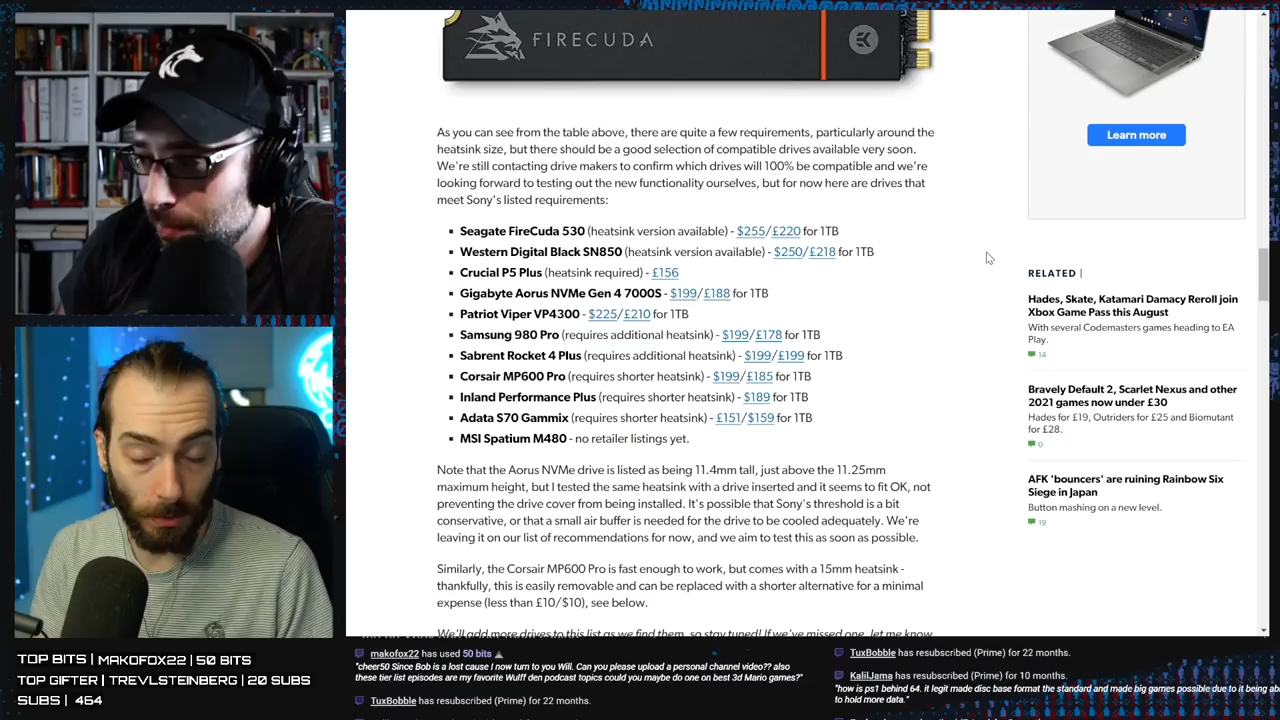 FIRECUDA
As you can see from the table above, there are quite a few requirements, particularly around the
heatsink size, but there should be a good selection of compatible drives available very soon.
We're still contacting drive makers to confirm which drives will 100% be compatible and we're
looking forward to testing out the new functionality ourselves, but for now here are drives that
meet Sony's listed requirements:
Seagate FireCuda 530 (heatsink version available) - $255/£220 for 1TB
Western Digital Black SN850 (heatsink version available) - $250/£218 for 1TB
Crucial P5 Plus (heatsink required) - £156
Gigabyte Aorus NVMe Gen 4 7000S - $199/£188 for 1TB
Patriot Viper VP4300 - $225/£210 for 1TB
Samsung 980 Pro (requires additional heatsink) - $199/£178 for 1TB
Sabrent Rocket 4 Plus (requires additional heatsink) - $199/£199 for 1TB
Corsair MP600 Pro (requires shorter heatsink) - $199/£185 for 1TB
Inland Performance Plus (requires shorter heatsink) - $189 for 1TB
Adata S70 Gammix (requires shorter heatsink) - £151/$159 for 1TB
MSI Spatium M480 - no retailer listings yet.
Note that the Aorus NVMe drive is listed as being 11.4mm tall, just above the 11.25mm
maximum height, but I tested the same heatsink with a drive inserted and it seems to fit OK, not
preventing the drive cover from being installed. It's possible that Sony's threshold is a bit
conservative, or that a small air buffer is needed for the drive to be cooled adequately. We're
leaving it on our list of recommendations for now, and we aim to test this as soon as possible.
Similarly, the Corsair MP600 Pro is fast enough to work, but comes with a 15mm heatsink -
thankfully, this is easily removable and can be replaced with a shorter alternative for a minimal
expense (less than £10/$10), see below.
We'll add more drives to this list as we find them, so stay tuned! If we've missed one, let me know
Learn more
RELATED |
Hades, Skate, Katamari Damacy Reroll join
Xbox Game Pass this August
With several Codemasters games heading to EA
Play.
14
Bravely Default 2, Scarlet Nexus and other
2021 games now under £30
Hades for £19, Outriders for £25 and Biomutant
for £28.
0
AFK 'bouncers' are ruining Rainbow Six
Siege in Japan
Button mashing on a new level.
19
TOP BITS | MAKOFOX22 | 50 BITS
TOP GIFTER | TREVLSTEINBERG | 20 SUBS
SUBS | 464
makofox22 has used 50 bits
"cheer50 Since Bob is a lost cause I now turn to you Will. Can you please upload a personal channel video?? also
these tier list episodes are my favorite Wulff den podcast topics could you maybe do one on best 3d Mario games?"
TuxBobble has resubscribed (Prime) for 22 months.
TuxBobble has resubscribed (Prime) for 22 months.
KaliIJama has resubscribed (Prime) for 10 months.
"how is ps1 behind 64. it legit made disc base format the standard and made big games possible due to it being ab
to hold more data."